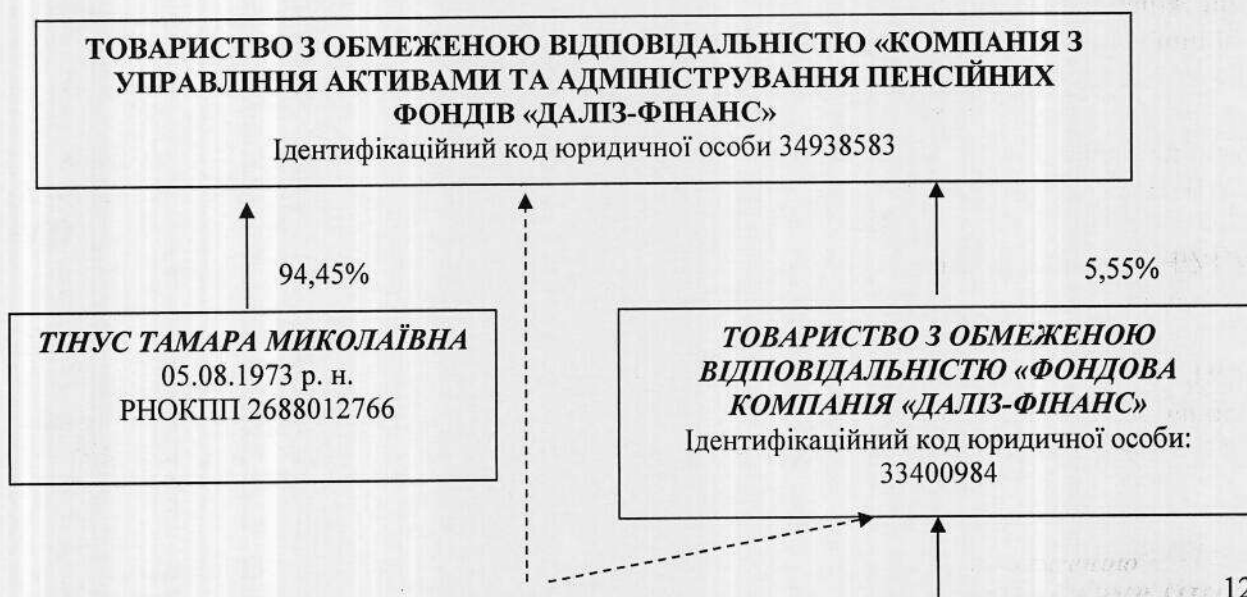 ТОВАРИСТВО З ОБМЕЖЕНОЮ ВІДПОВІДАЛЬНІСТЮ «КОМПАНІЯ З
УПРАВЛІННЯ АКТИВАМИ ТА АДМІНІСТРУВАННЯ ПЕНСІЙНИХ
ФОНДІВ «ДАЛІЗ-ФІНАНС»
Ідентифікаційний код юридичної особи 34938583
94,45%
5,55%
ТІНУС ТАМАРА МИКОЛАЇВНА
05.08.1973 р. н.
РНОКПП 2688012766
ТОВАРИСТВО З ОБМЕЖЕНОЮ
ВІДПОВІДАЛЬНІСТЮ «ФОНДОВА
КОМПАНІЯ «ДАЛІЗ-ФІНАНС»
Ідентифікаційний код юридичної особи:
33400984
12